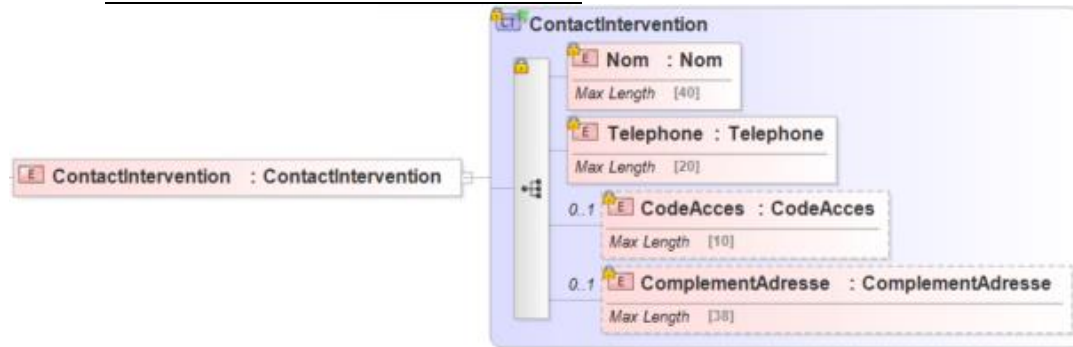 CT ContactIntervention
E Nom : Nom
Max Length [40]
E Telephone : Telephone
Max Length [20]
E ContactIntervention : ContactIntervention
0..1 E CodeAcces : CodeAcces
Max Length [10]
0..1 E ComplementAdresse : ComplementAdresse
Max Length [38]